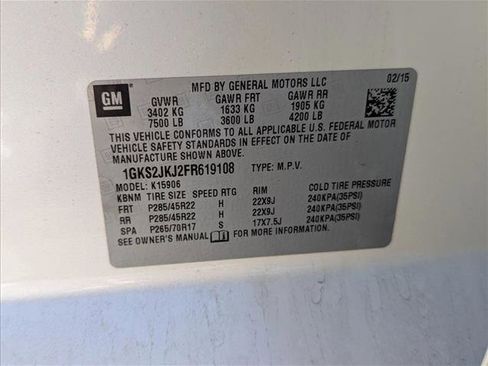 GM
MFD BY GENERAL MOTORS LLC 02/15
GVWR GAWR FRT GAWR RR
3402 KG 1633 KG 1905 KG
7500 LB 3600 LB 4200 LB
THIS VEHICLE CONFORMS TO ALL APPLICABLE U.S. FEDERAL MOTOR
VEHICLE SAFETY STANDARDS IN EFFECT ON THE DATE OF
MANUFACTURE SHOWN ABOVE.
1GKS2JKJ2FR619108 TYPE: M.P.V.
MODEL: K15906
KBNM TIRE SIZE SPEED RTG RIM COLD TIRE PRESSURE
FRT P285/45R22 H 22X9J 240KPA(35PSI)
RR P285/45R22 H 22X9J 240KPA(35PSI)
SPA P265/70R17 S 17X7.5J 240KPA(35PSI)
SEE OWNER'S MANUAL FOR MORE INFORMATION.